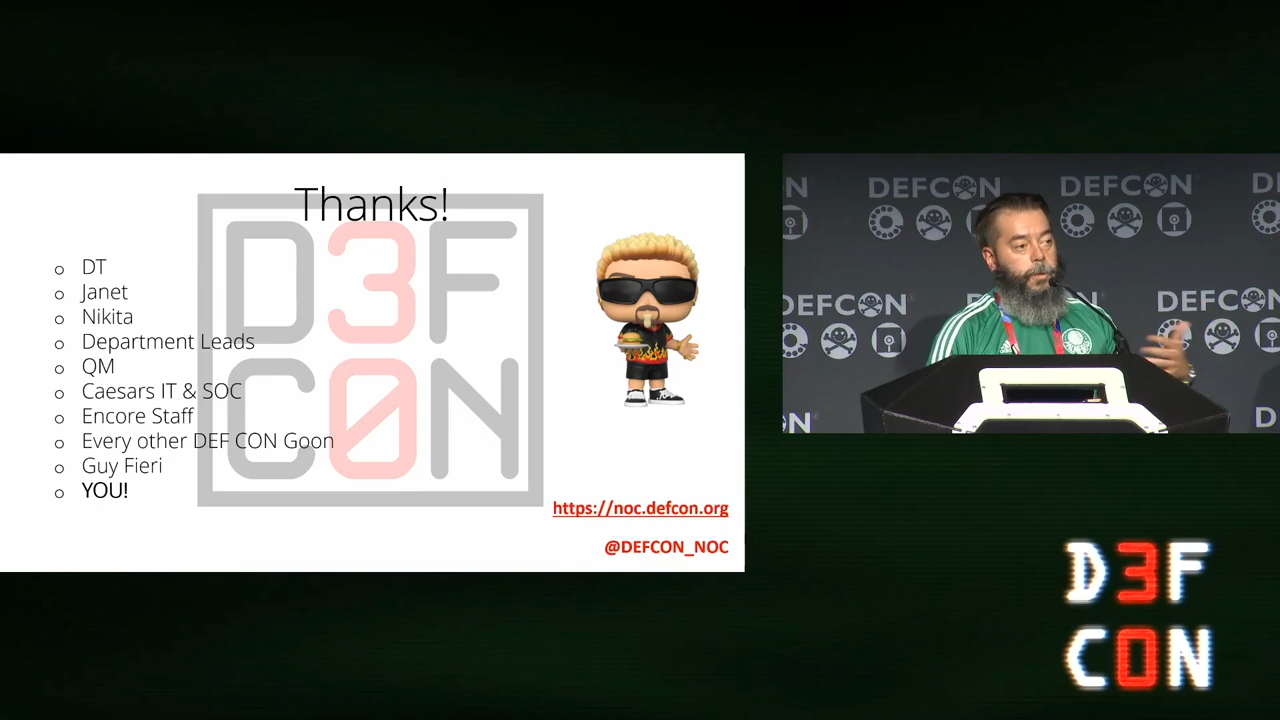 Thanks!
D3F
C0N
DT
Janet
Nikita
Department Leads
QM
Caesars IT & SOC
Encore Staff
Every other DEF CON Goon
Guy Fieri
YOU!
https://noc.defcon.org
@DEFCON_NOC
N DEFCON DEFCON DE
DEFCON DEFCON
N D
D3F
C0N